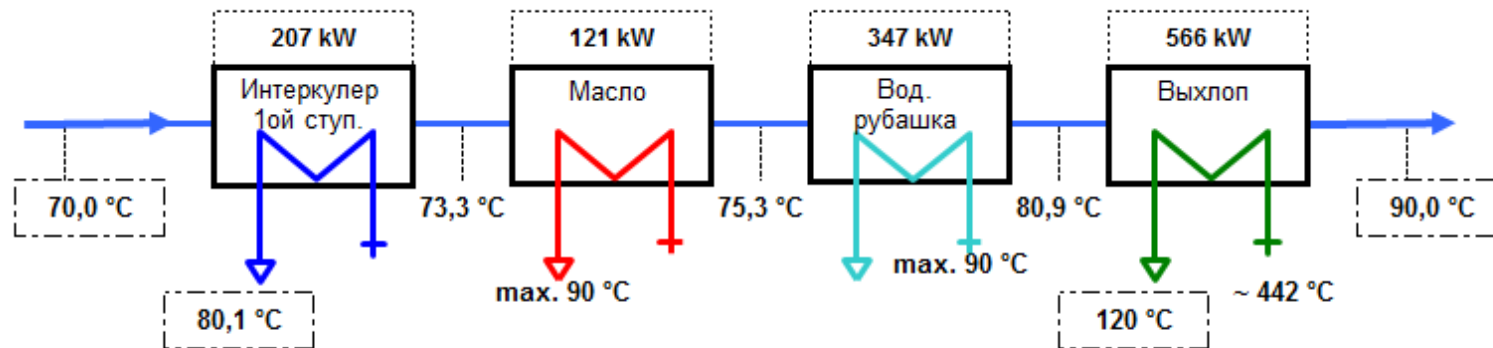 207 kW
121 kW
347 kW
566 kW
Интеркулер
1ой ступ.
Масло
Вод.
рубашка
Выхлоп
70,0 °C
73,3 °C
75,3 °C
80,9 °C
90,0 °C
max. 90 °C
max. 90 °C
~ 442 °C
80,1 °C
120 °C